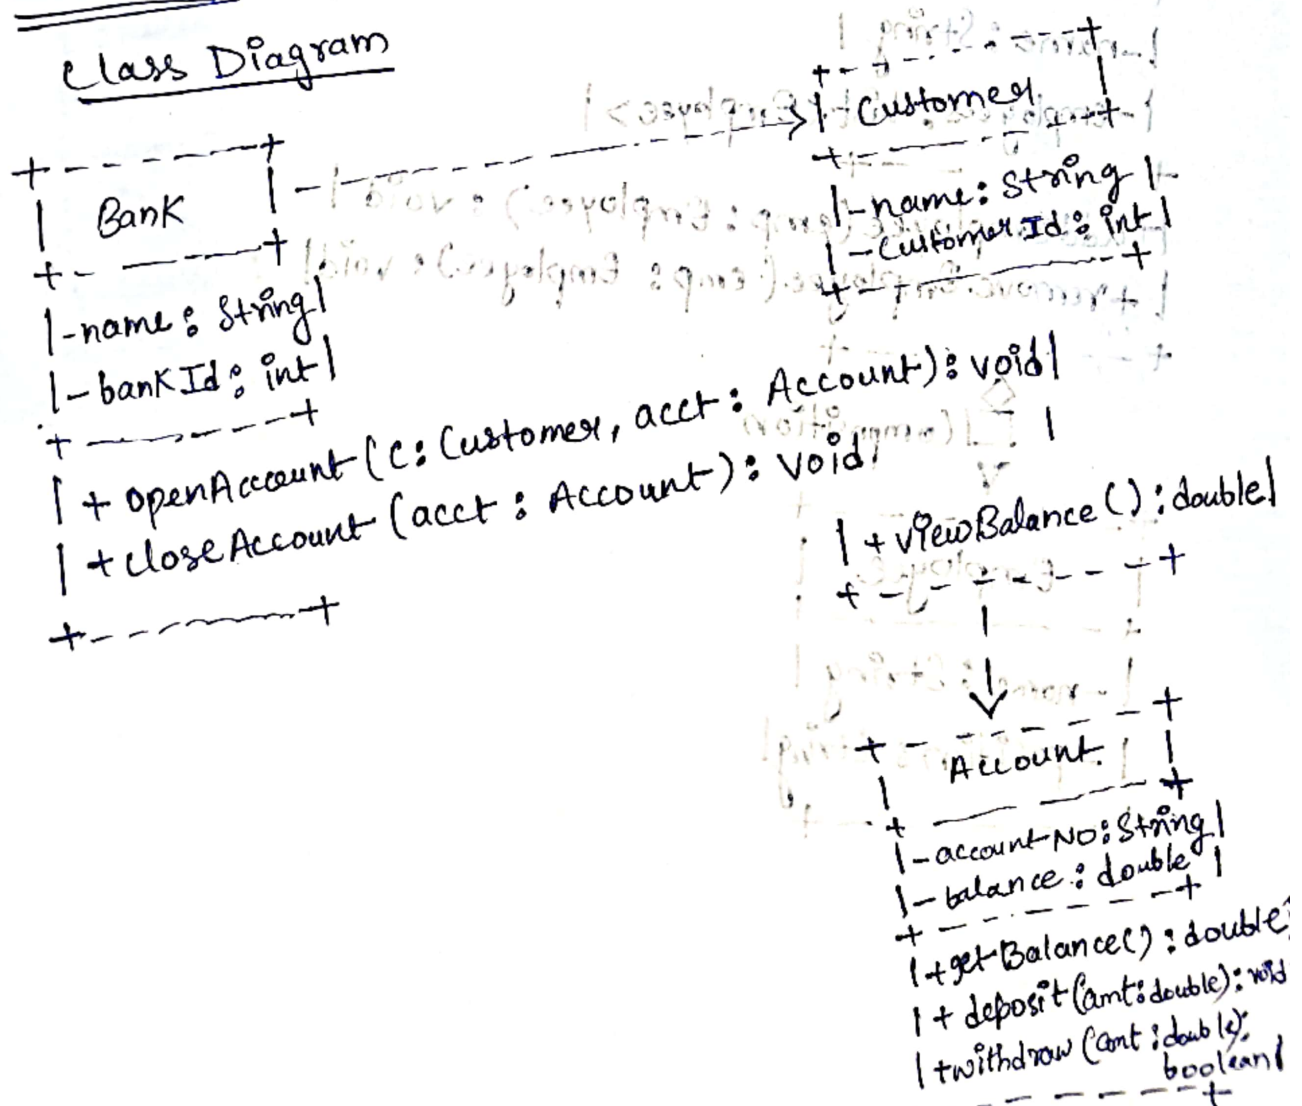 Class Diagram
+- - - - - - -+
| Bank |
+- - - - - - -+
|-name: String|
|-bankId: int|
+- - - - - - -+
|+openAccount(c: Customer, acct: Account): void|
|+closeAccount(acct: Account): void|
+- - - - - - -+
- - - - - - - - ->
+- - - - - - -+
| Customer |
+- - - - - - -+
|-name: String|
|-CustomerId: int|
+- - - - - - -+
|+viewBalance(): double|
+- - - - - - -+
+- - - - - - -+
| Account |
+- - - - - - -+
|-accountNO: String|
|-balance: double|
+- - - - - - -+
|+getBalance(): double|
|+deposit(amt: double): void
|+withdraw(amt: double):
boolean|
- - - - - - -+